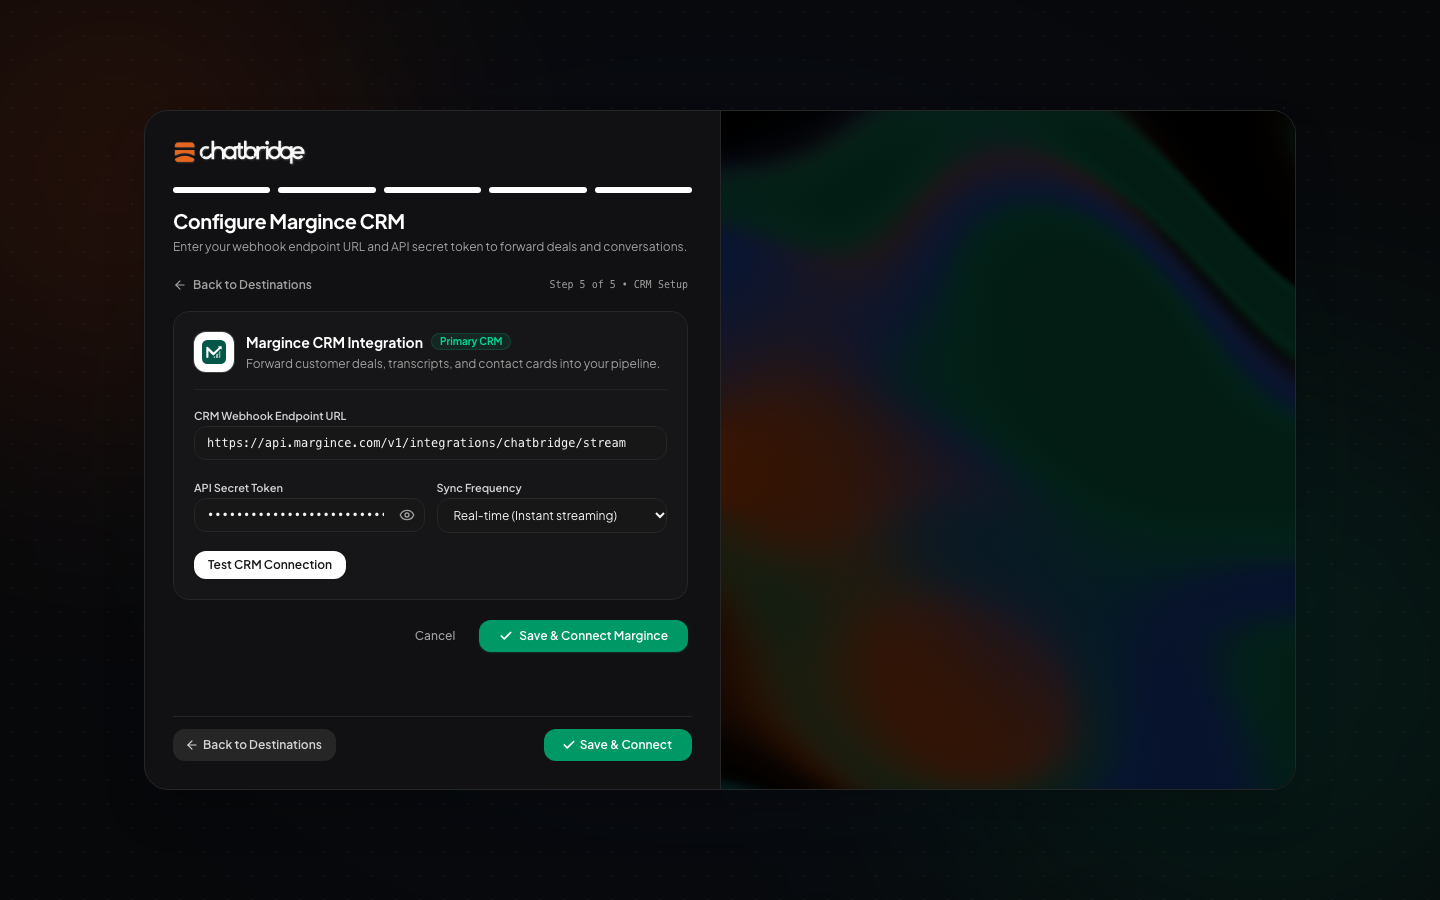 chatbridge
Configure Margince CRM
Enter your webhook endpoint URL and API secret token to forward deals and conversations.
Back to Destinations
Step 5 of 5 • CRM Setup
Margince CRM Integration
Primary CRM
Forward customer deals, transcripts, and contact cards into your pipeline.
CRM Webhook Endpoint URL
https://api.margince.com/v1/integrations/chatbridge/stream
API Secret Token
Sync Frequency
Real-time (Instant streaming)
Test CRM Connection
Cancel
Save & Connect Margince
Back to Destinations
Save & Connect